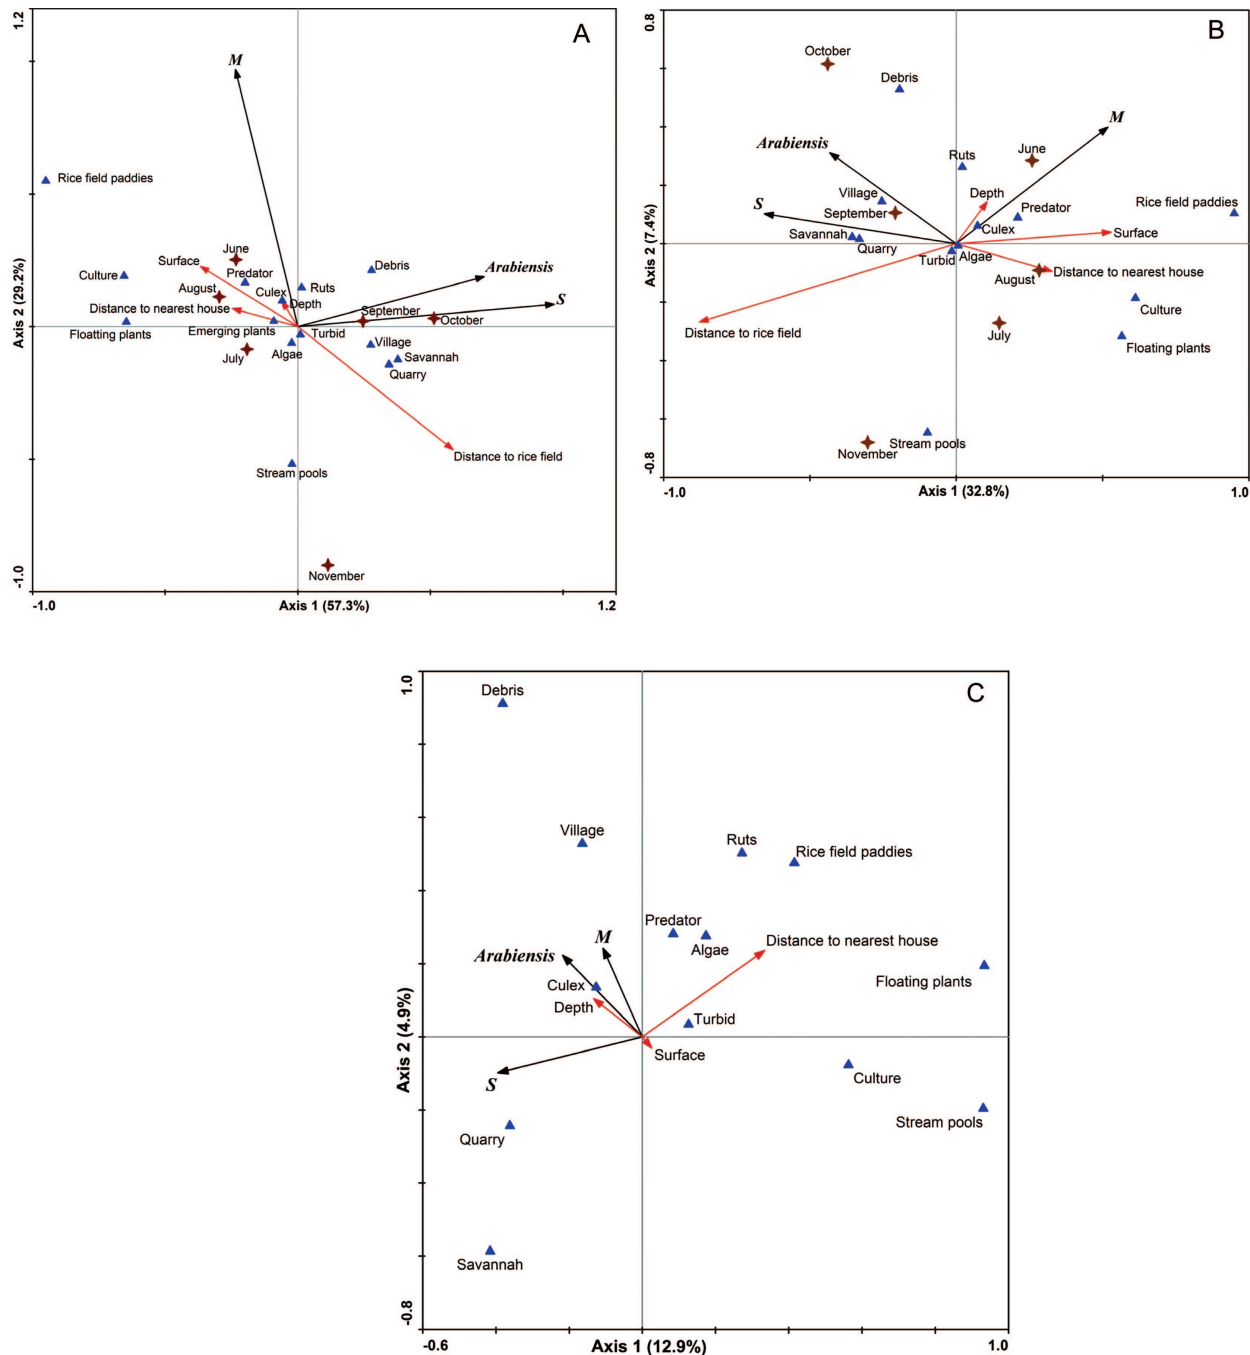 1.2
A
M
Rice field paddies
June
Surface
Culture
Predator
Debris
Arabiensis
August
Culex
Ruts
Distance to nearest house
Depth
S
September
October
Floatting plants
Emerging plants
Turbid
Village
July
Algae
Savannah
Quarry
Distance to rice field
Stream pools
November
Axis 2 (29.2%)
-1.0
-1.0
Axis 1 (57.3%)
1.2
0.8
B
October
Debris
M
Arabiensis
Ruts
June
Depth
Village
S
September
Predator
Rice field paddies
Savannah
Culex
Surface
Quarry
Turbid
Algae
August
Distance to nearest house
Culture
Distance to rice field
July
Floating plants
November
Stream pools
Axis 2 (7.4%)
-0.8
-1.0
Axis 1 (32.8%)
1.0
1.0
C
Debris
Village
Ruts
Rice field paddies
Predator
M
Algae
Distance to nearest house
Arabiensis
Culex
Floating plants
Depth
Turbid
Surface
S
Culture
Stream pools
Quarry
Savannah
Axis 2 (4.9%)
-0.8
-0.6
Axis 1 (12.9%)
1.0